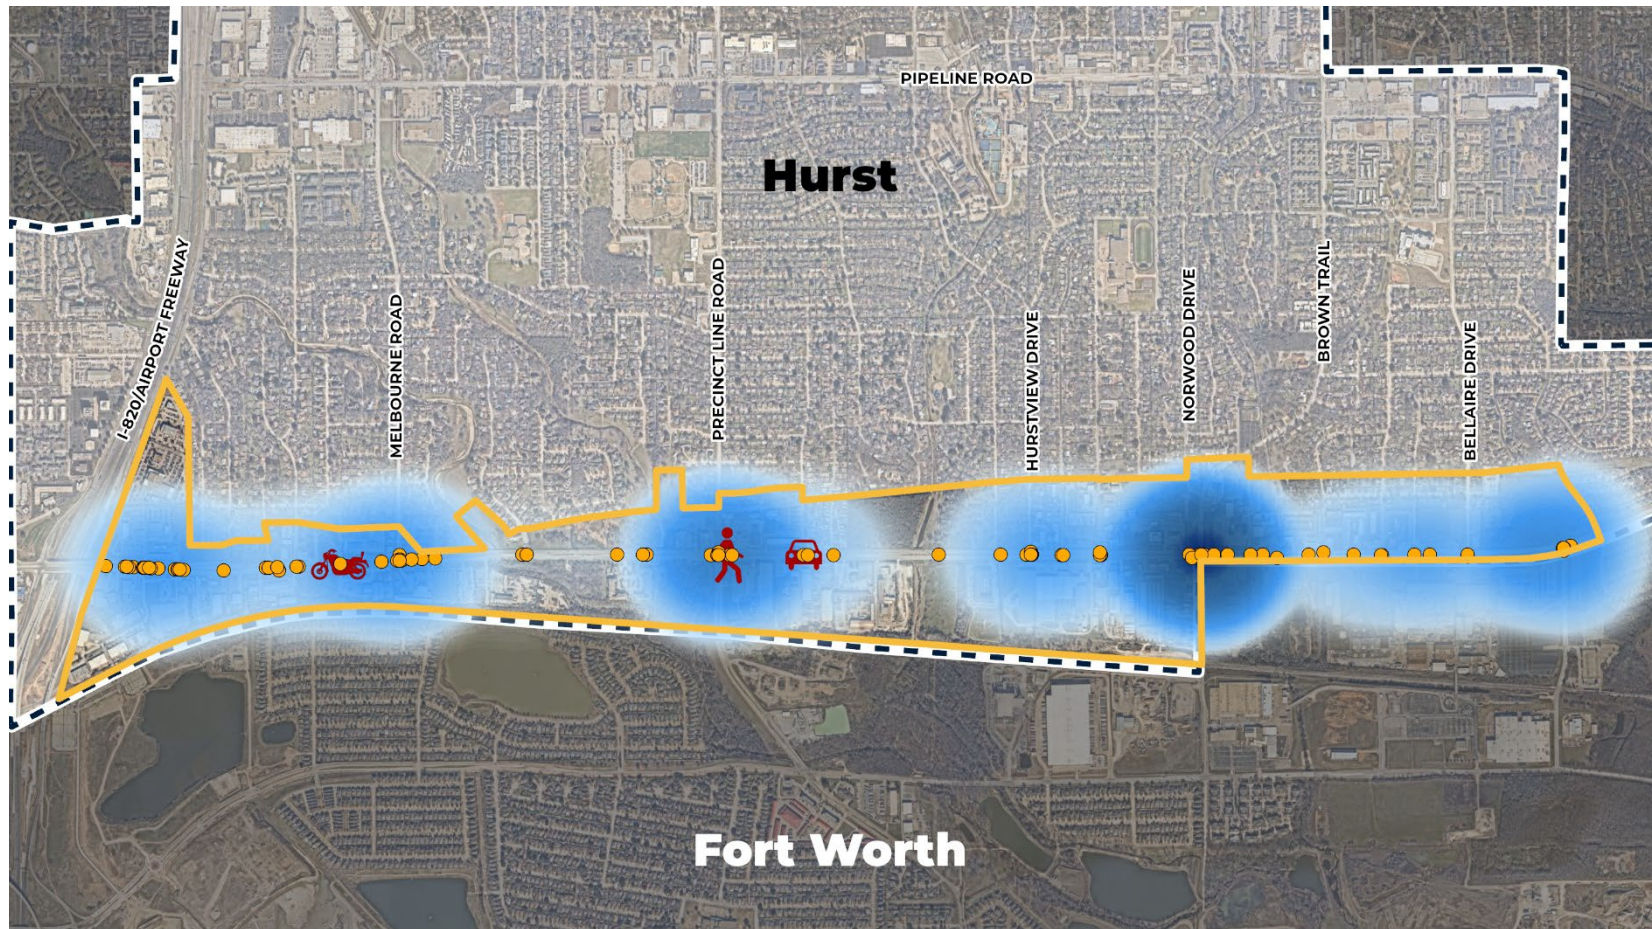 PIPELINE ROAD
Hurst
I-820/AIRPORT FREEWAY
MELBOURNE ROAD
PRECINCT LINE ROAD
HURSTVIEW DRIVE
NORWOOD DRIVE
BROWN TRAIL
BELLAIRE DRIVE
Fort Worth